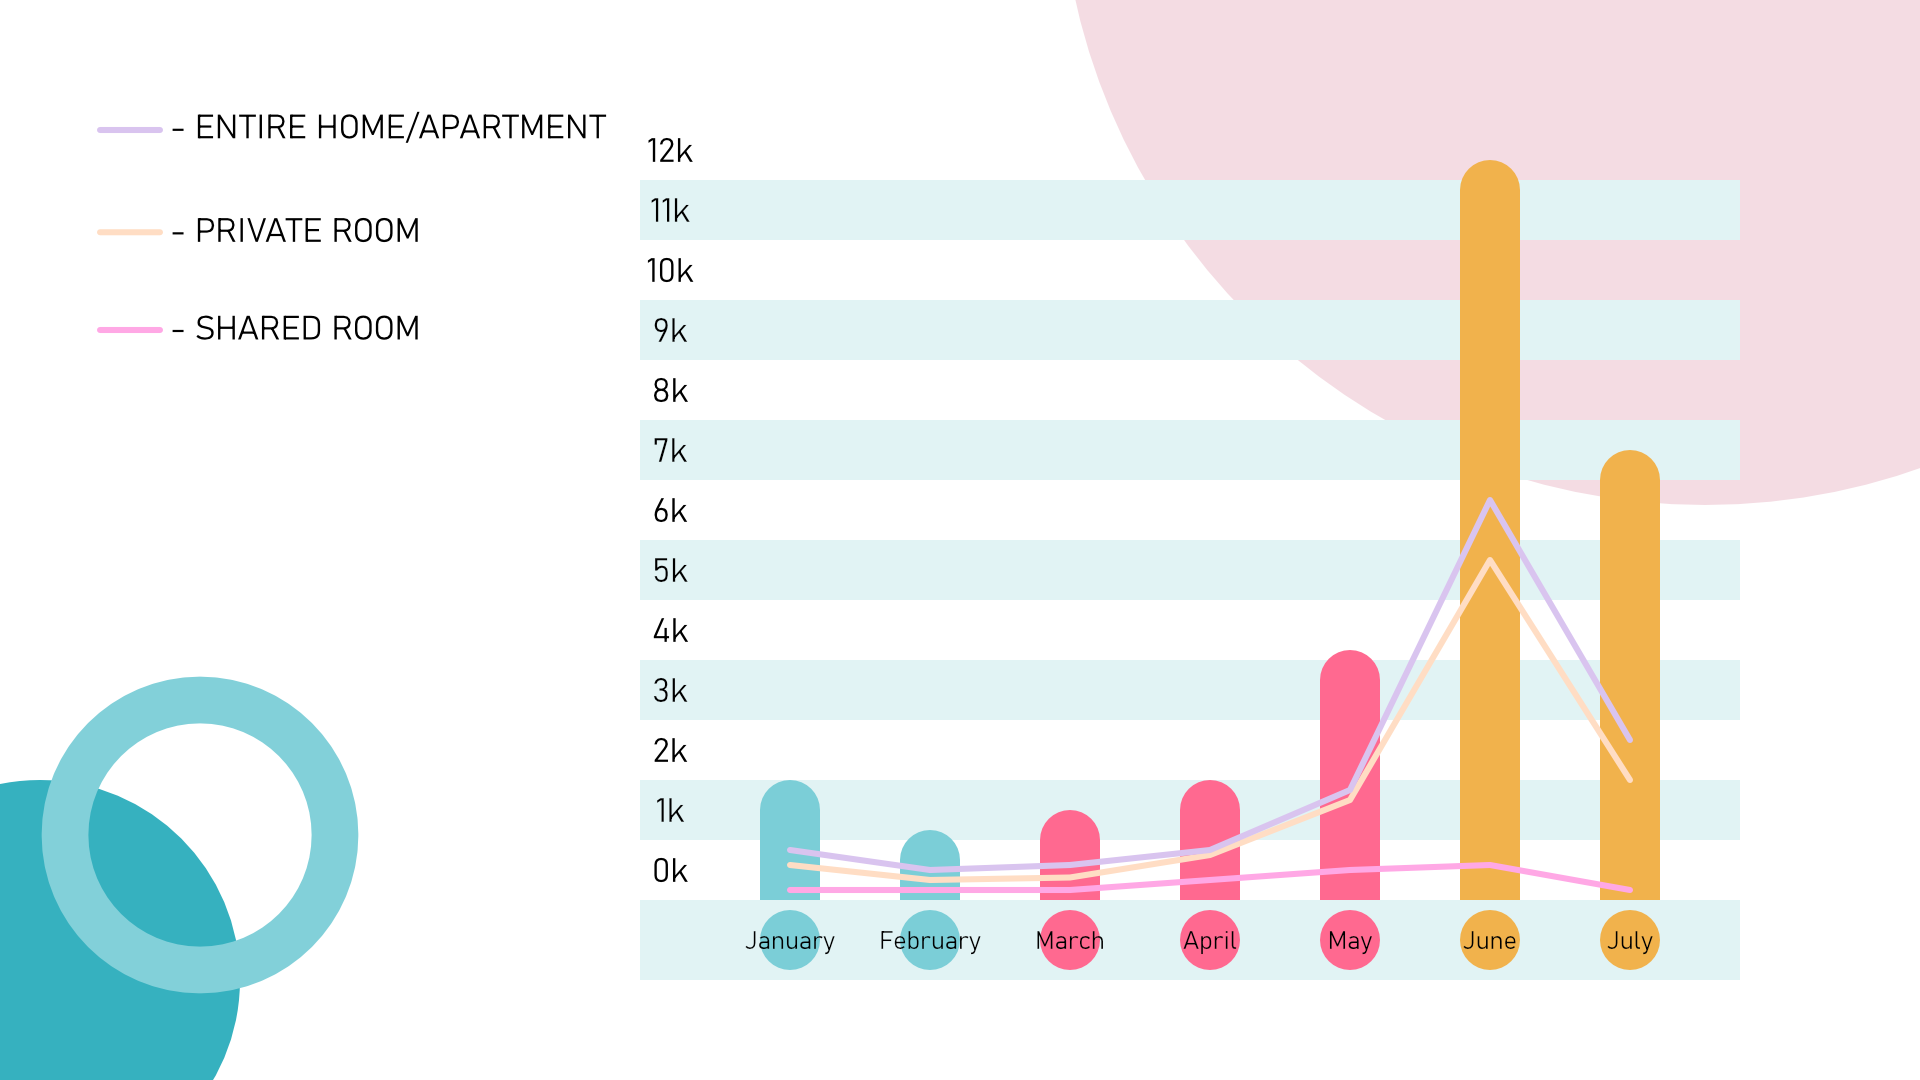 - ENTIRE HOME/APARTMENT
- PRIVATE ROOM
- SHARED ROOM
12k
11k
10k
9k
8k
7k
6k
5k
4k
3k
2k
1k
0k
January February March April May June July